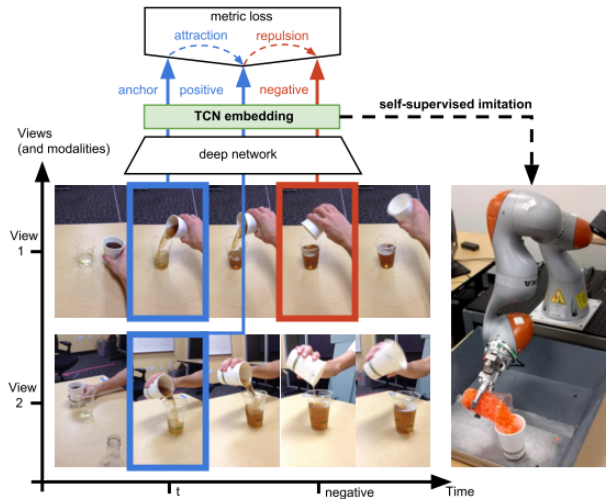 metric loss
attraction
repulsion
anchor
positive
negative
self-supervised imitation
TCN embedding
Views
(and modalities)
deep network
View
1
View
2
t
negative
Time